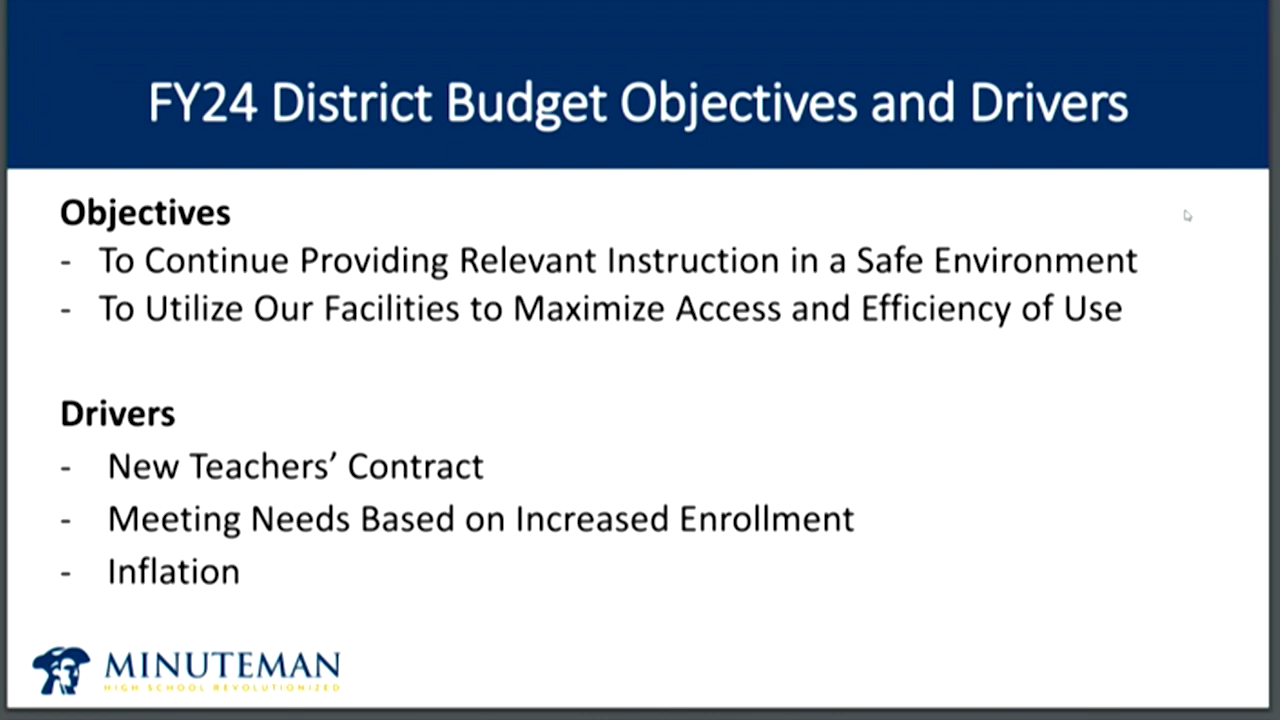 FY24 District Budget Objectives and Drivers
Objectives
- To Continue Providing Relevant Instruction in a Safe Environment
- To Utilize Our Facilities to Maximize Access and Efficiency of Use
Drivers
- New Teachers’ Contract
- Meeting Needs Based on Increased Enrollment
- Inflation
MINUTEMAN
HIGH SCHOOL REVOLUTIONIZED